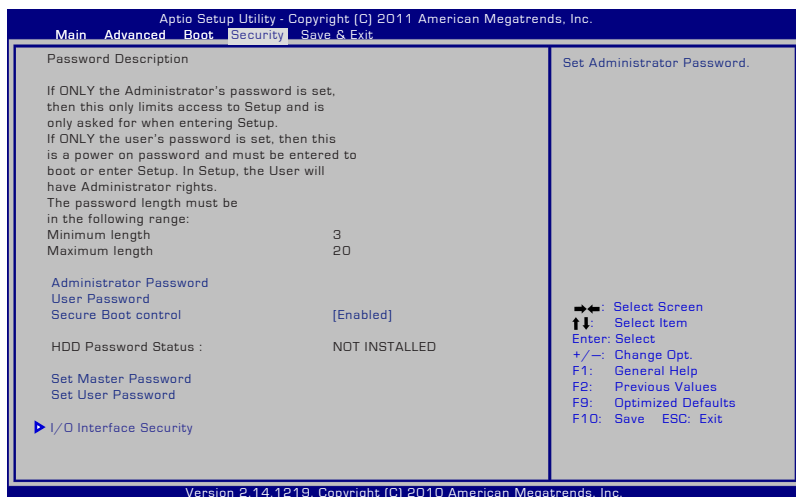 Aptio Setup Utility - Copyright (C) 2011 American Megatrends, Inc.
Main Advanced Boot Security Save & Exit
Password Description
If ONLY the Administrator's password is set,
then this only limits access to Setup and is
only asked for when entering Setup.
If ONLY the user's password is set, then this
is a power on password and must be entered to
boot or enter Setup. In Setup, the User will
have Administrator rights.
The password length must be
in the following range:
Minimum length 3
Maximum length 20
Administrator Password
User Password
Secure Boot control [Enabled]
HDD Password Status : NOT INSTALLED
Set Master Password
Set User Password
I/O Interface Security
Set Administrator Password.
→←: Select Screen
↑↓: Select Item
Enter: Select
+/—: Change Opt.
F1: General Help
F2: Previous Values
F9: Optimized Defaults
F10: Save ESC: Exit
Version 2.14.1219. Copyright (C) 2010 American Megatrends, Inc.